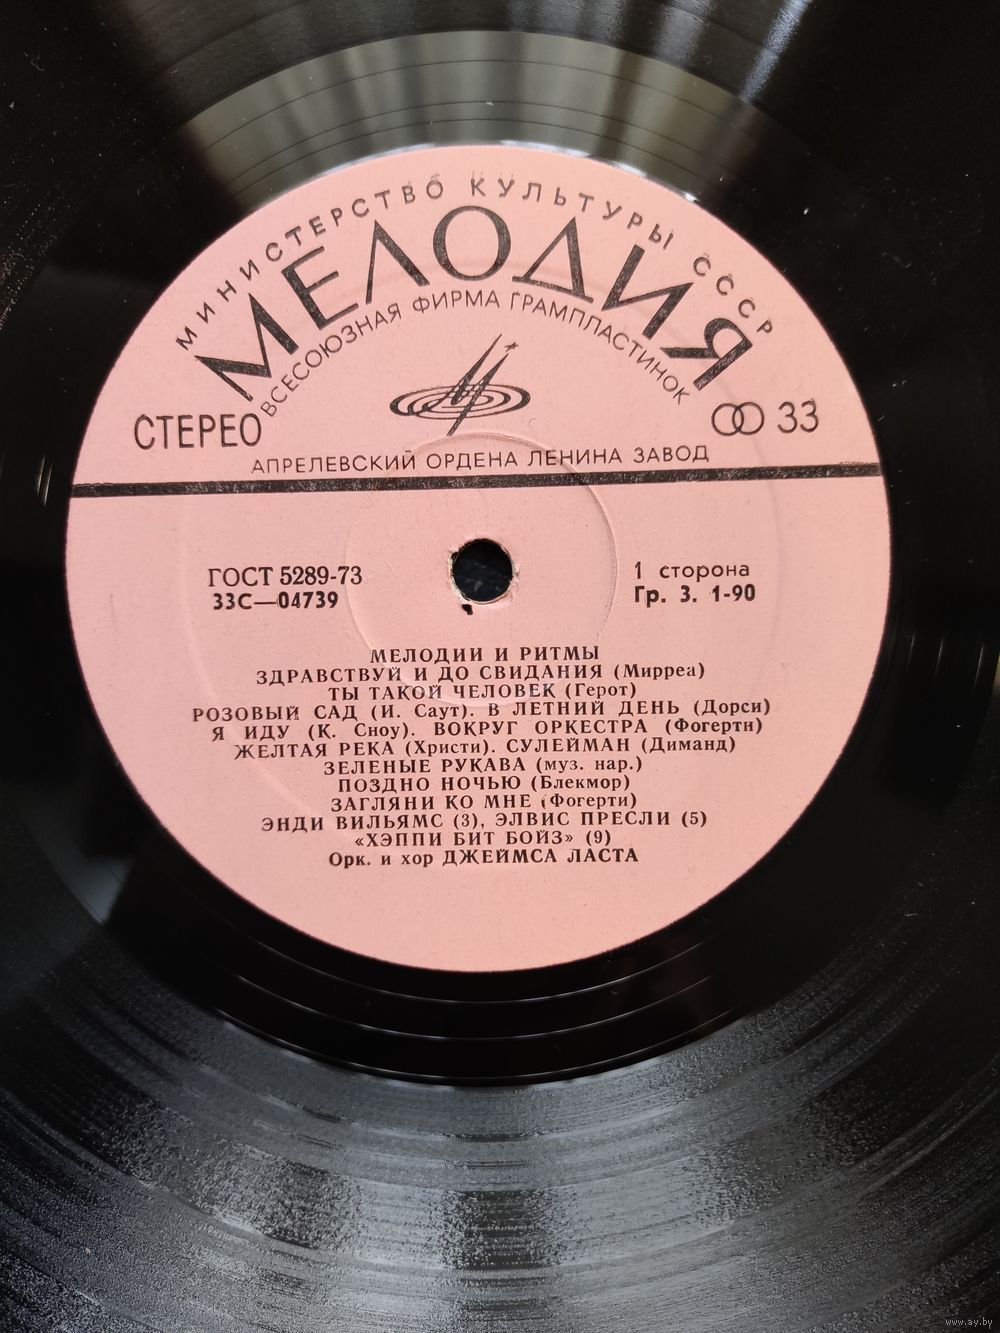 МИНИСТЕРСТВО КУЛЬТУРЫ СССР
МЕЛОДИЯ
ВСЕСОЮЗНАЯ ФИРМА ГРАМПЛАСТИНОК
СТЕРЕО
33
АПРЕЛЕВСКИЙ ОРДЕНА ЛЕНИНА ЗАВОД
ГОСТ 5289-73
33С—04739
1 сторона
Гр. 3. 1-90
МЕЛОДИИ И РИТМЫ
ЗДРАВСТВУЙ И ДО СВИДАНИЯ (Мирреа)
ТЫ ТАКОЙ ЧЕЛОВЕК (Герот)
РОЗОВЫЙ САД (И. Саут). В ЛЕТНИЙ ДЕНЬ (Дорси)
Я ИДУ (К. Сноу). ВОКРУГ ОРКЕСТРА (Фогерти)
ЖЕЛТАЯ РЕКА (Христи). СУЛЕЙМАН (Диманд)
ЗЕЛЕНЫЕ РУКАВА (муз. нар.)
ПОЗДНО НОЧЬЮ (Блекмор)
ЗАГЛЯНИ КО МНЕ (Фогерти)
ЭНДИ ВИЛЬЯМС (3), ЭЛВИС ПРЕСЛИ (5)
«ХЭППИ БИТ БОЙЗ» (9)
Орк. и хор ДЖЕЙМСА ЛАСТА
www.ay.by